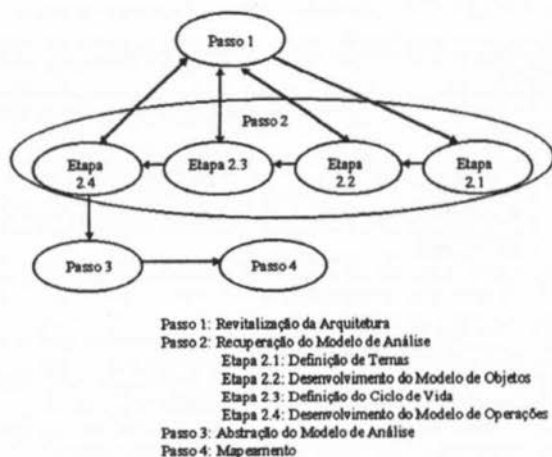 Passo 1
Passo 2
Etapa 2.4
Etapa 2.3
Etapa 2.2
Etapa 2.1
Passo 3
Passo 4
Passo 1: Revitalização da Arquitetura
Passo 2: Recuperação do Modelo de Análise
Etapa 2.1: Definição de Temas
Etapa 2.2: Desenvolvimento do Modelo de Objetos
Etapa 2.3: Definição do Ciclo de Vida
Etapa 2.4: Desenvolvimento do Modelo de Operações
Passo 3: Abstração do Modelo de Análise
Passo 4: Mapeamento